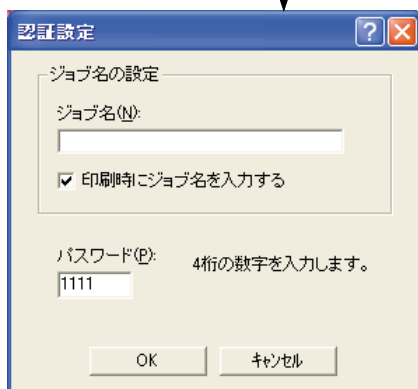 認証設定
ジョブ名の設定
ジョブ名(N):
印刷時にジョブ名を入力する
パスワード(P):
4桁の数字を入力します。
1111
OK
キャンセル